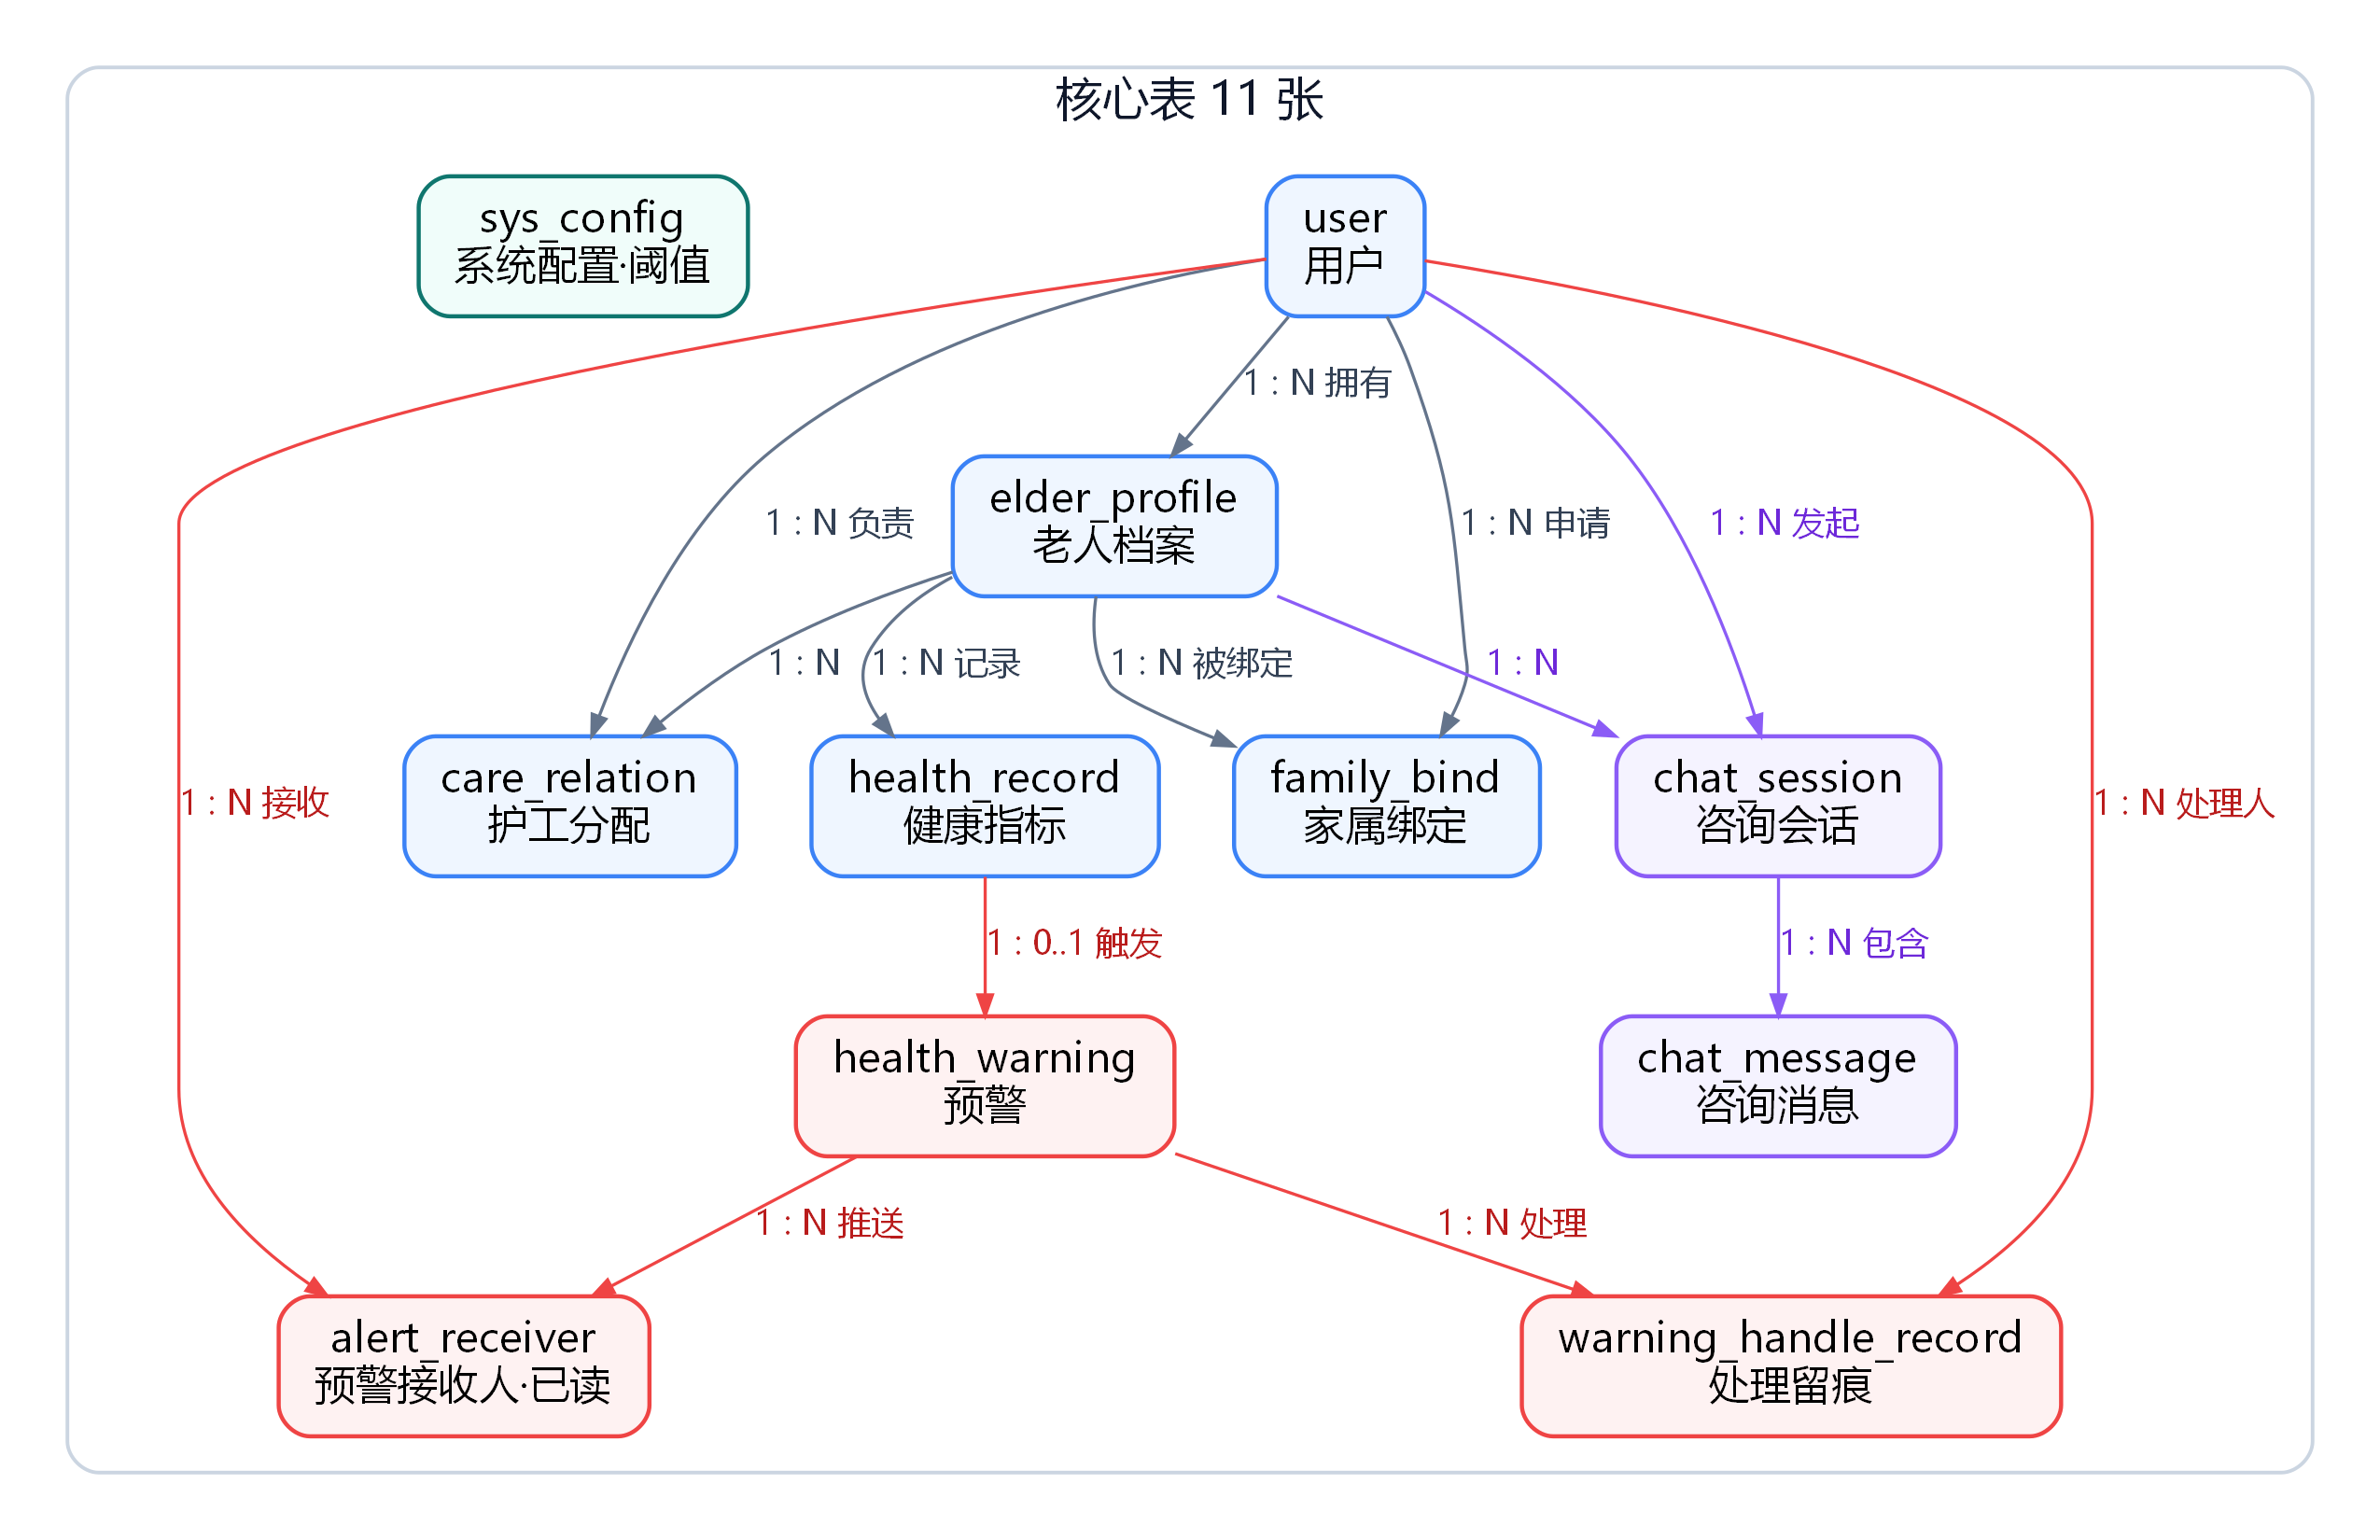 核心表 11 张
sys_config
系统配置·阈值
user
用户
1 : N 拥有
elder_profile
老人档案
1 : N 负责
1 : N 申请
1 : N 发起
1 : N
1 : N 记录
1 : N 被绑定
1 : N
care_relation
护工分配
health_record
健康指标
family_bind
家属绑定
chat_session
咨询会话
1 : N 接收
1 : N 处理人
1 : 0..1 触发
1 : N 包含
health_warning
预警
chat_message
咨询消息
1 : N 推送
1 : N 处理
alert_receiver
预警接收人·已读
warning_handle_record
处理留痕